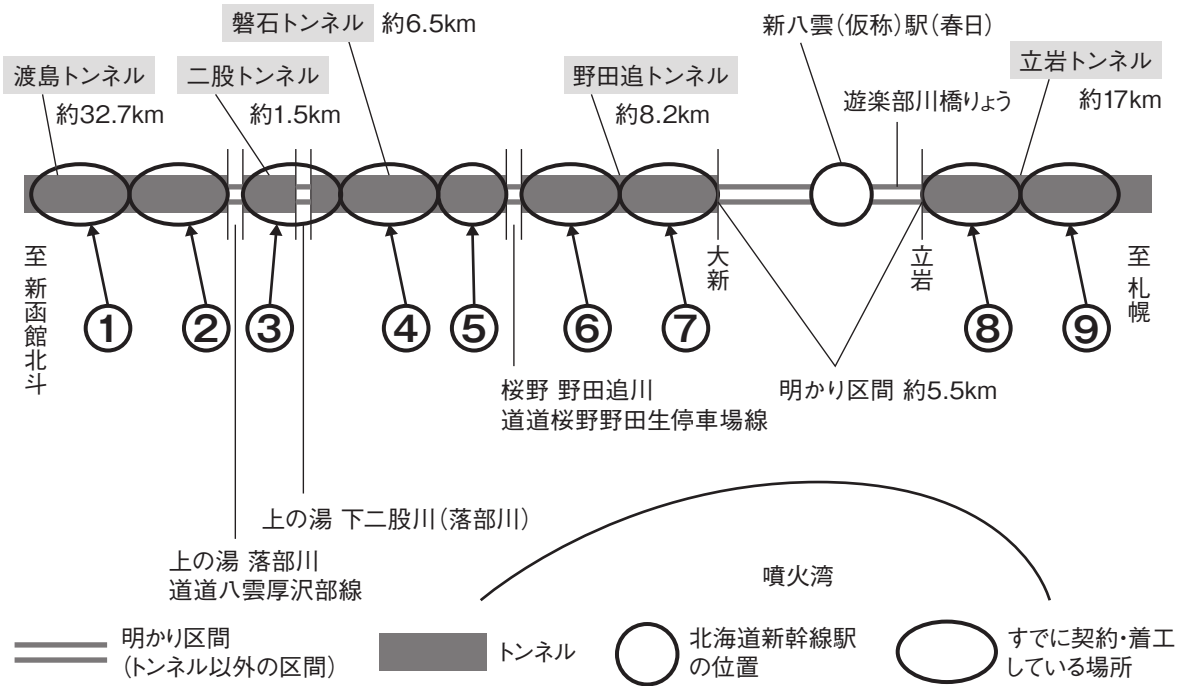 磐石トンネル 約6.5km
新八雲(仮称)駅(春日)
渡島トンネル
約32.7km
二股トンネル
約1.5km
野田追トンネル
約8.2km
遊楽部川橋りょう
立岩トンネル
約17km
至 新函館北斗
①
②
③
④
⑤
⑥
⑦
大新
立岩
⑧
⑨
至 札幌
桜野 野田追川
道道桜野野田生停車場線
明かり区間 約5.5km
上の湯 下二股川(落部川)
上の湯 落部川
道道八雲厚沢部線
噴火湾
明かり区間
(トンネル以外の区間)
トンネル
北海道新幹線駅
の位置
すでに契約・着工
している場所